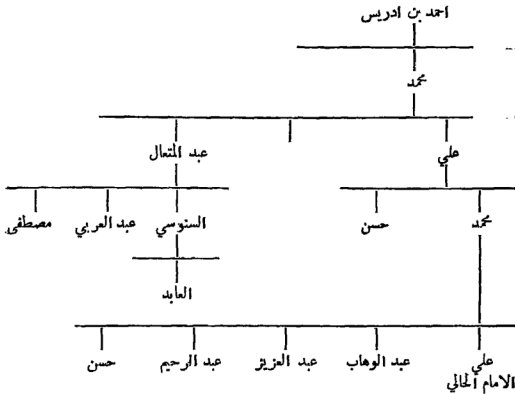 احمد بن ادريس
محمد
علي
عبد المتعال
محمد
حسن
السنوسي
عبد العربي
مصطفى
العابد
علي
الامام الحالي
عبد الوهاب
عبد العزيز
عبد الرحيم
حسن